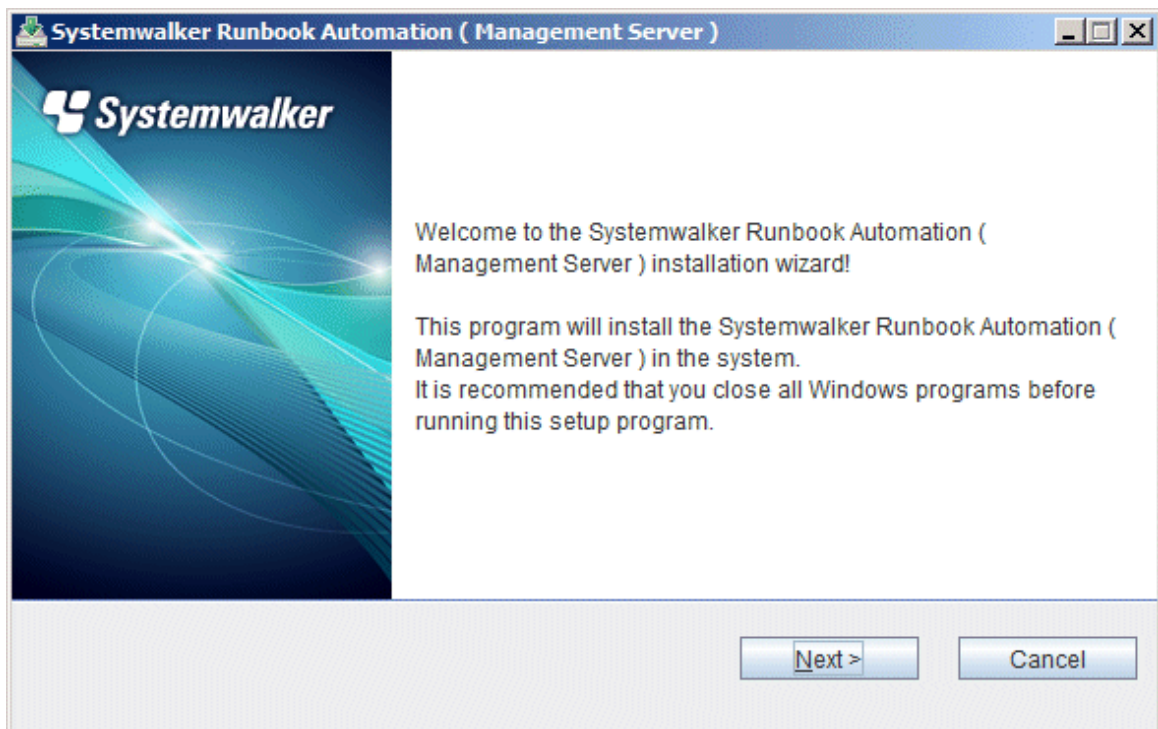 Systemwalker Runbook Automation ( Management Server )
Systemwalker
Welcome to the Systemwalker Runbook Automation (
Management Server ) installation wizard!
This program will install the Systemwalker Runbook Automation (
Management Server ) in the system.
It is recommended that you close all Windows programs before
running this setup program.
Next >
Cancel